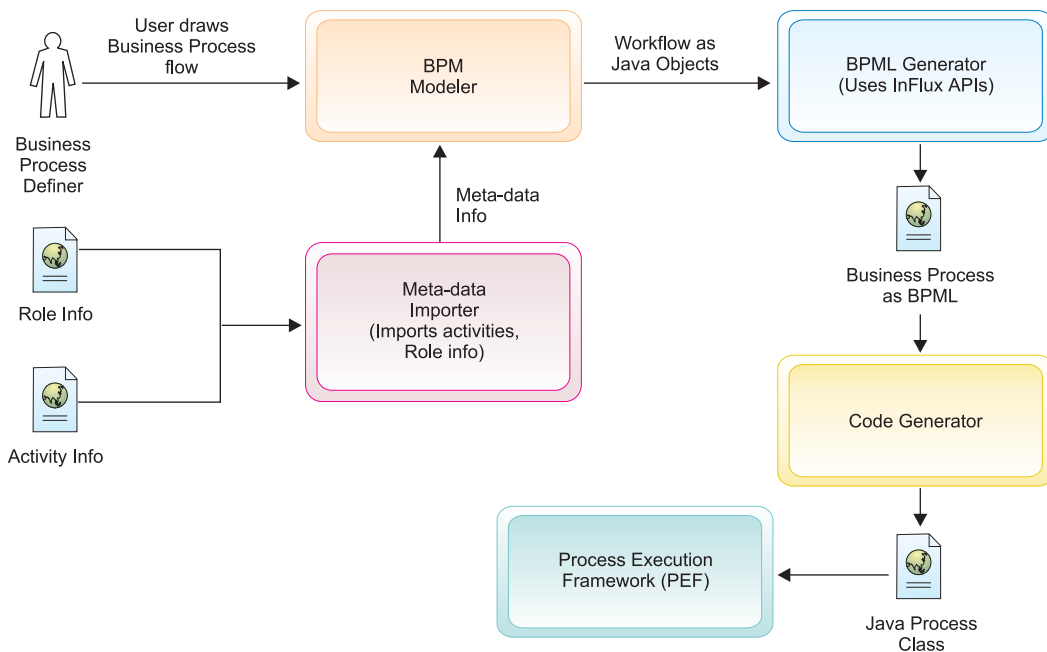 User draws
Business Process
flow
BPM
Modeler
Workflow as
Java Objects
BPML Generator
(Uses InFlux APIs)
Business
Process
Definer
Meta-data
Info
Role Info
Meta-data
Importer
(Imports activities,
Role info)
Business Process
as BPML
Activity Info
Code Generator
Process Execution
Framework (PEF)
Java Process
Class